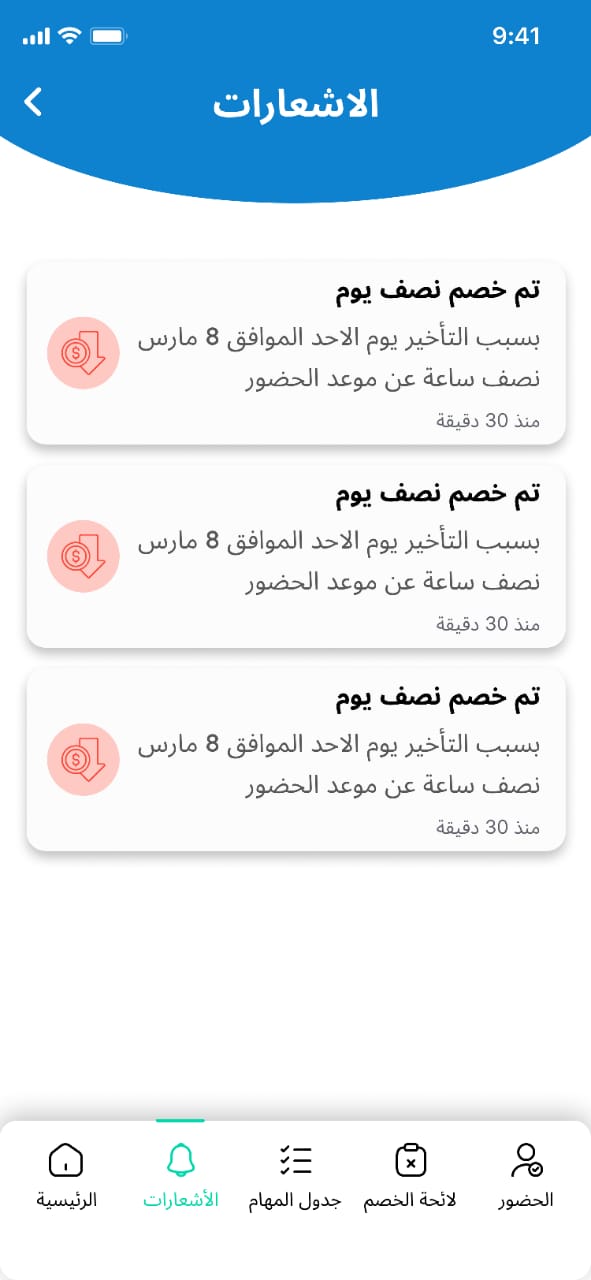 9:41
الاشعارات
تم خصم نصف يوم
بسبب التأخير يوم الاحد الموافق 8 مارس
نصف ساعة عن موعد الحضور
منذ 30 دقيقة
تم خصم نصف يوم
بسبب التأخير يوم الاحد الموافق 8 مارس
نصف ساعة عن موعد الحضور
منذ 30 دقيقة
تم خصم نصف يوم
بسبب التأخير يوم الاحد الموافق 8 مارس
نصف ساعة عن موعد الحضور
منذ 30 دقيقة
الحضور
لائحة الخصم
جدول المهام
الأشعارات
الرئيسية